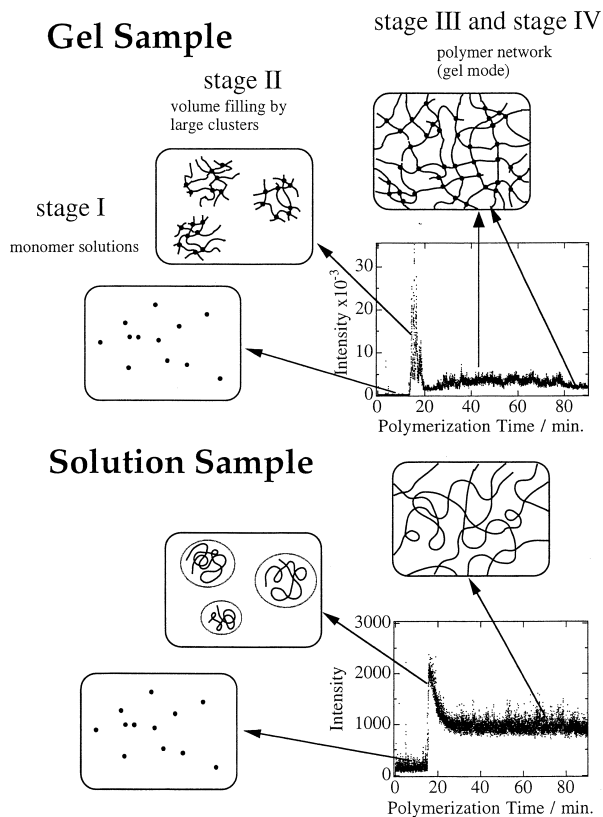 Gel Sample
stage III and stage IV
polymer network
(gel mode)
stage II
volume filling by
large clusters
stage I
monomer solutions
Intensity x10-3
30
20
10
0
0 20 40 60 80
Polymerization Time / min.
Solution Sample
Intensity
3000
2000
1000
0
0 20 40 60 80
Polymerization Time / min.